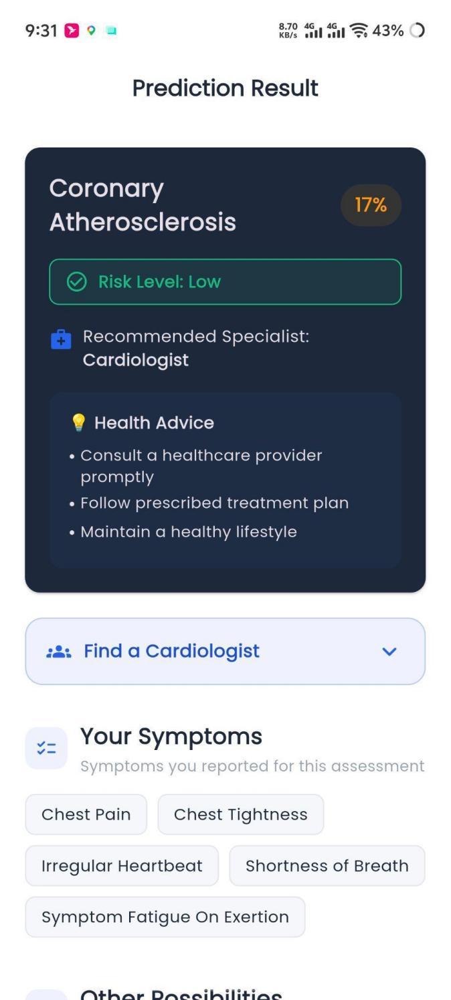 9:31 8.70 KB/s 4G 4G 43%
Prediction Result
Coronary
Atherosclerosis
17%
Risk Level: Low
Recommended Specialist:
Cardiologist
Health Advice
• Consult a healthcare provider
promptly
• Follow prescribed treatment plan
• Maintain a healthy lifestyle
Find a Cardiologist
Your Symptoms
Symptoms you reported for this assessment
Chest Pain
Chest Tightness
Irregular Heartbeat
Shortness of Breath
Symptom Fatigue On Exertion
Other Possibilities